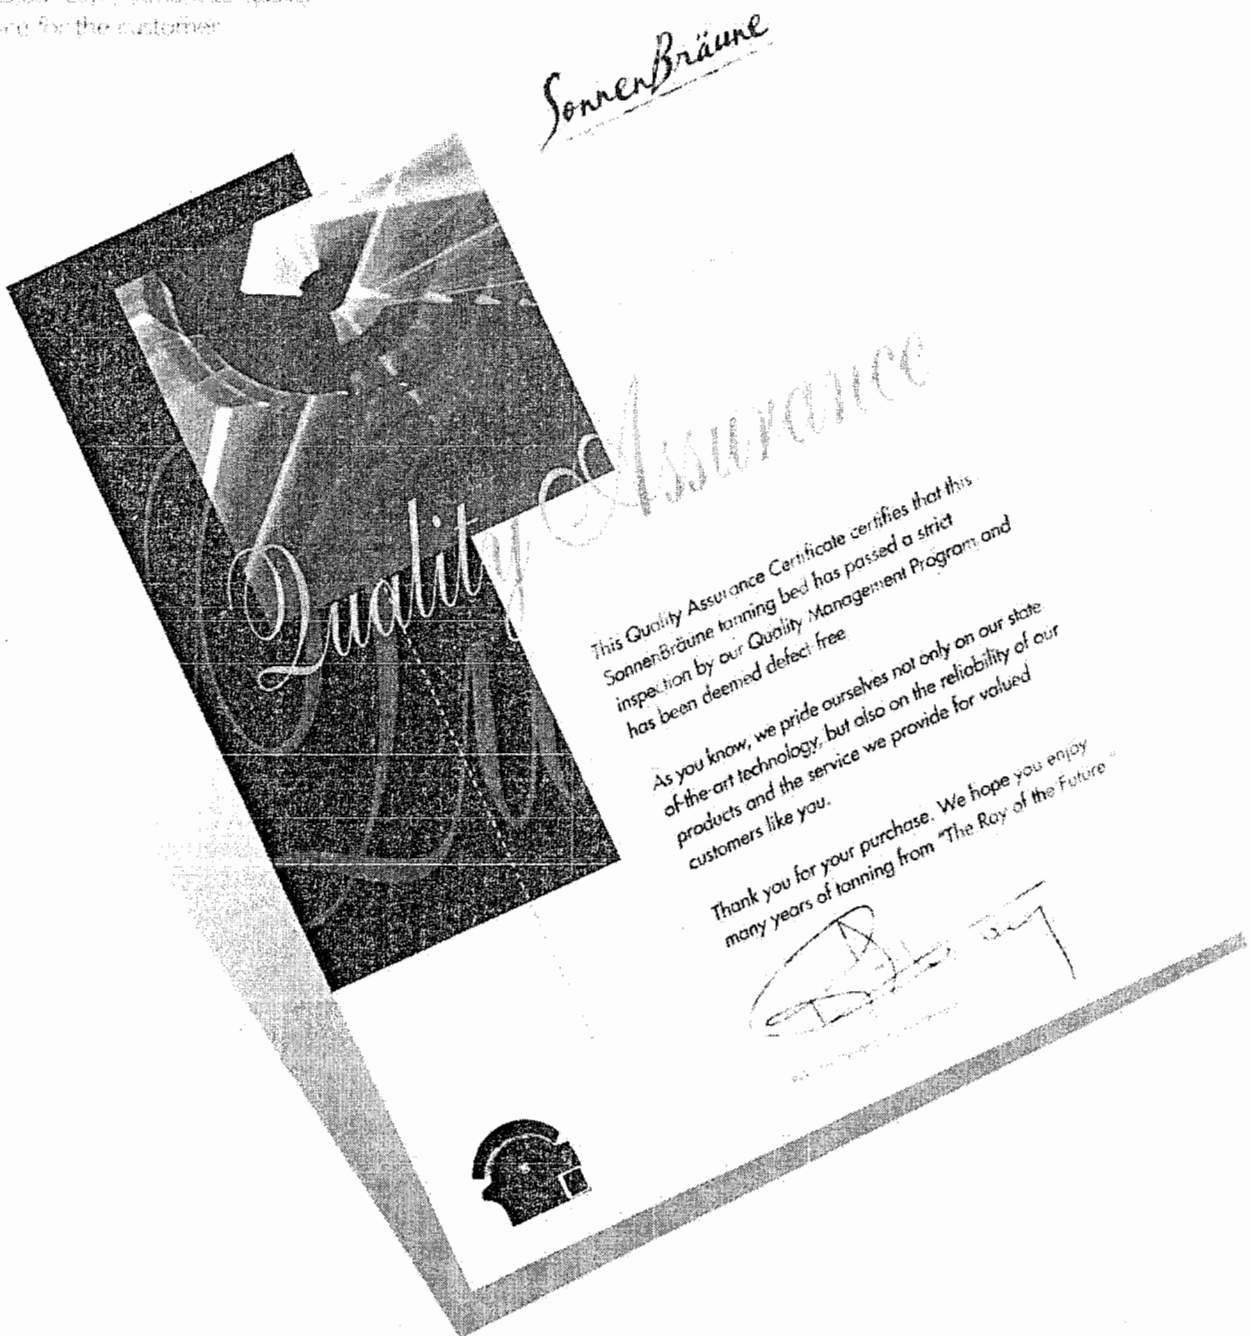 for the customer
SonnenBräune
Quality Assurance
This Quality Assurance Certificate certifies that this
SonnenBräune tanning bed has passed a strict
inspection by our Quality Management Program and
has been deemed defect free
As you know, we pride ourselves not only on our state
of-the-art technology, but also on the reliability of our
products and the service we provide for valued
customers like you.
Thank you for your purchase. We hope you enjoy
many years of tanning from "The Ray of the Future"
Qu